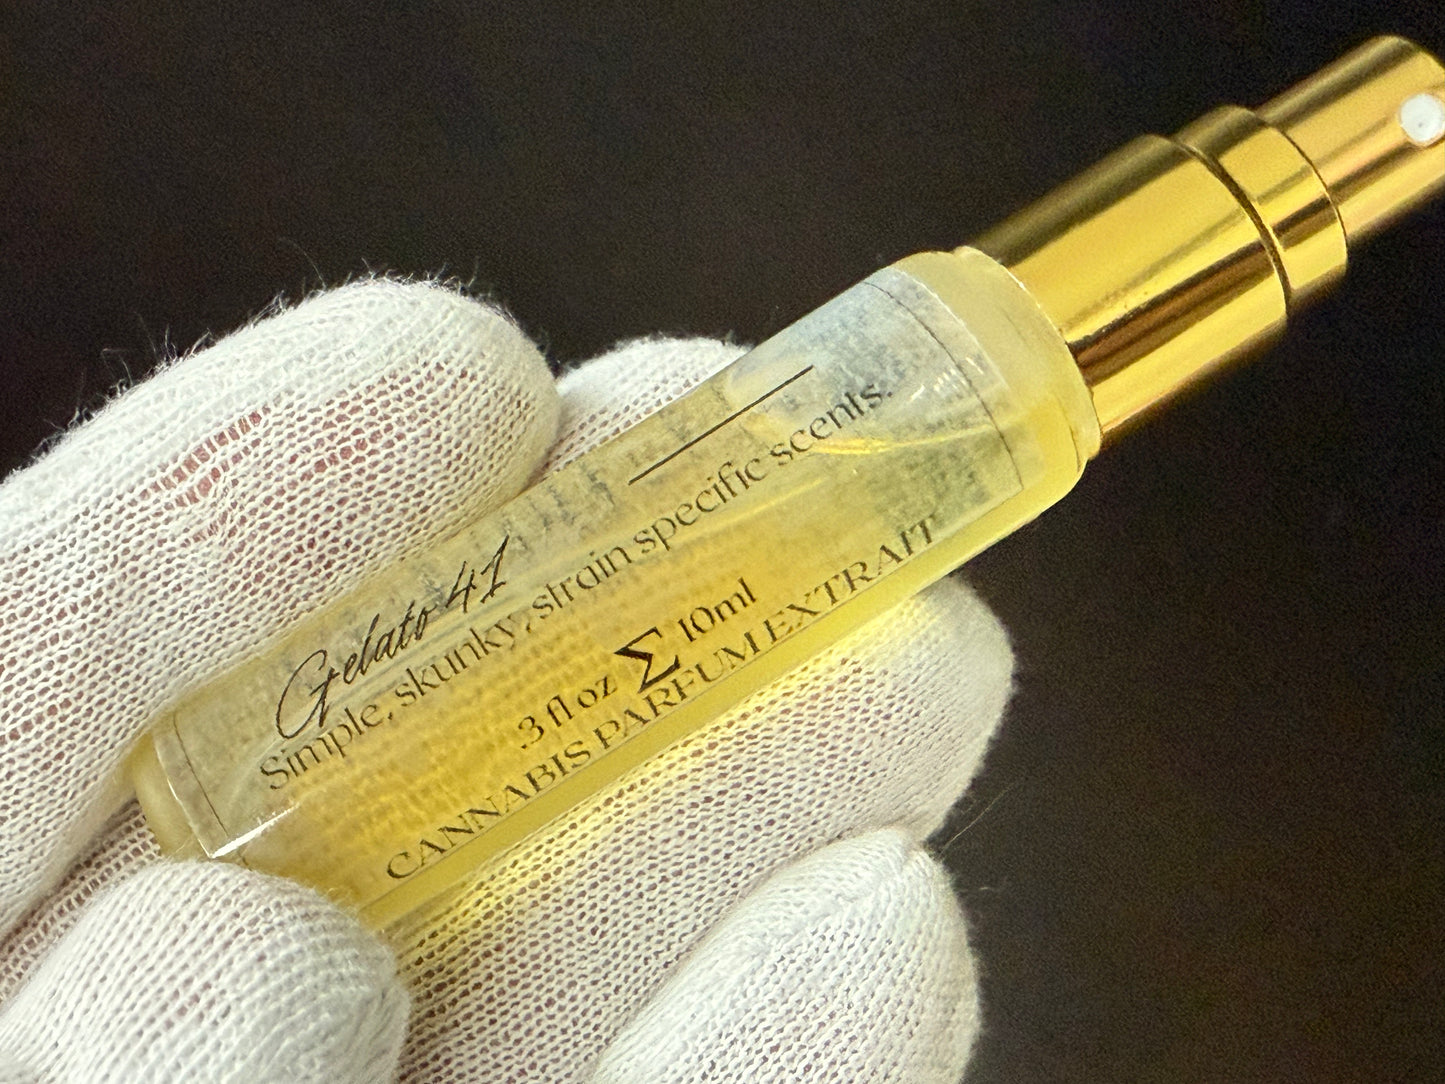 Gelato 41
Simple, skunky, strain specific scents.
.3 fl oz Σ 10ml
CANNABIS PARFUM EXTRAIT